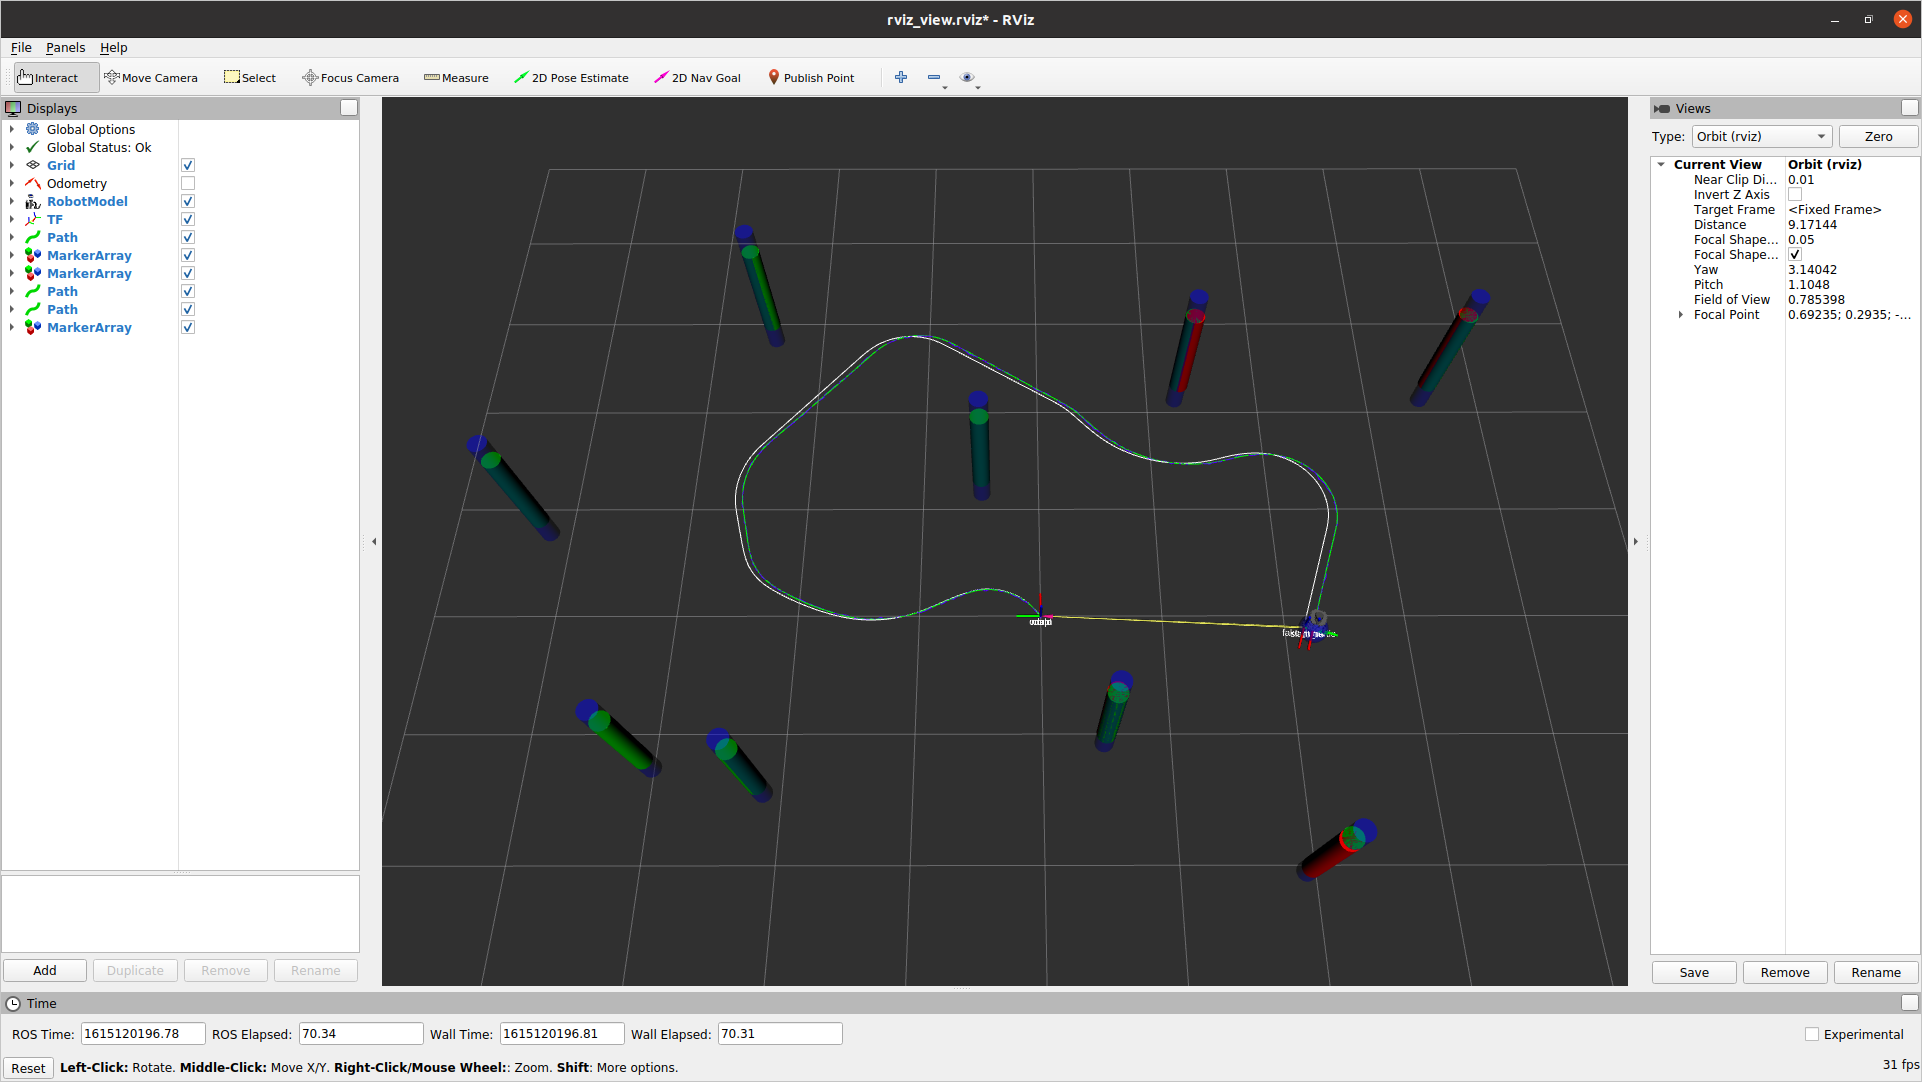 rviz_view.rviz* - RViz
File Panels Help
Interact Move Camera Select Focus Camera Measure 2D Pose Estimate 2D Nav Goal Publish Point
Displays
Global Options
Global Status: Ok
Grid
Odometry
RobotModel
TF
Path
MarkerArray
MarkerArray
Path
Path
MarkerArray
Add Duplicate Remove Rename
Views
Type: Orbit (rviz) Zero
Current View Orbit (rviz)
Near Clip Di... 0.01
Invert Z Axis
Target Frame <Fixed Frame>
Distance 9.17144
Focal Shape... 0.05
Focal Shape...
Yaw 3.14042
Pitch 1.1048
Field of View 0.785398
Focal Point 0.69235; 0.2935; -...
Save Remove Rename
Time
ROS Time: 1615120196.78 ROS Elapsed: 70.34 Wall Time: 1615120196.81 Wall Elapsed: 70.31 Experimental
Reset Left-Click: Rotate. Middle-Click: Move X/Y. Right-Click/Mouse Wheel:: Zoom. Shift: More options. 31 fps